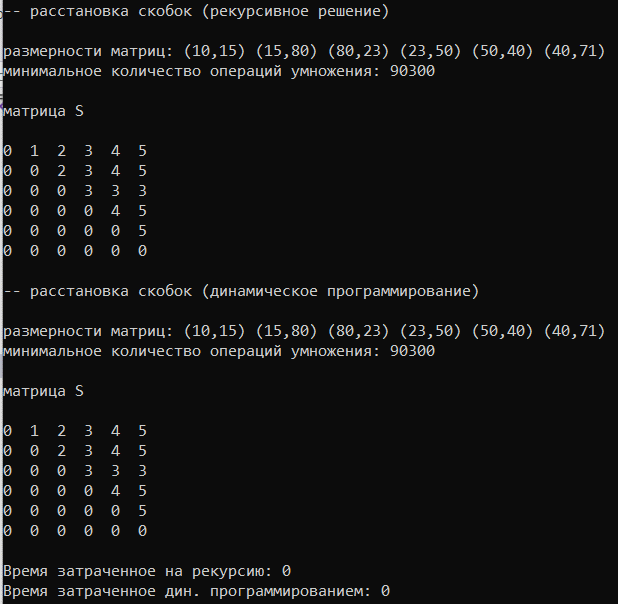 -- расстановка скобок (рекурсивное решение)
размерности матриц: (10,15) (15,80) (80,23) (23,50) (50,40) (40,71)
минимальное количество операций умножения: 90300
матрица S
0 1 2 3 4 5
0 0 2 3 4 5
0 0 0 3 3 3
0 0 0 0 4 5
0 0 0 0 0 5
0 0 0 0 0 0
-- расстановка скобок (динамическое программирование)
размерности матриц: (10,15) (15,80) (80,23) (23,50) (50,40) (40,71)
минимальное количество операций умножения: 90300
матрица S
0 1 2 3 4 5
0 0 2 3 4 5
0 0 0 3 3 3
0 0 0 0 4 5
0 0 0 0 0 5
0 0 0 0 0 0
Время затраченное на рекурсию: 0
Время затраченное дин. программированием: 0